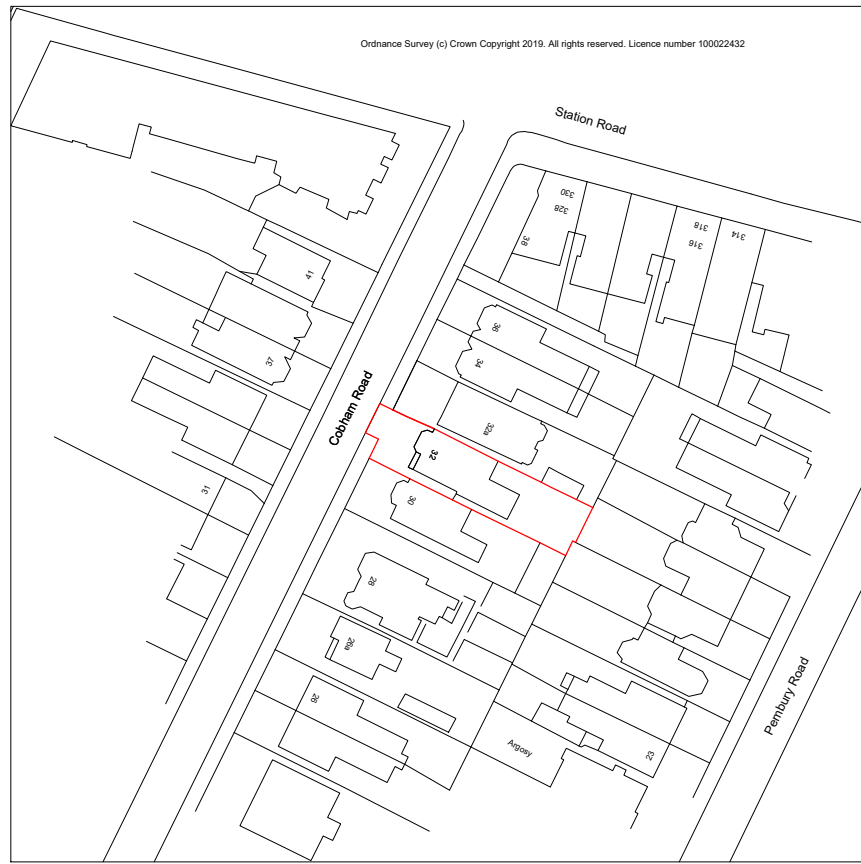 Ordnance Survey (c) Crown Copyright 2019. All rights reserved. Licence number 100022432
Station Road
330
328
38
318
316
314
41
36
34
37
Cobham Road
32a
32
31
30
28
26a
26
Argosy
23
Pembury Road